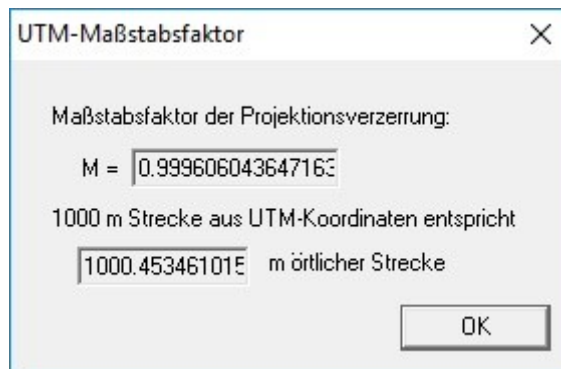 UTM-Maßstabsfaktor
Maßstabsfaktor der Projektionsverzerrung:
M = 0.999606043647163
1000 m Strecke aus UTM-Koordinaten entspricht
1000.453461015 m örtlicher Strecke
OK